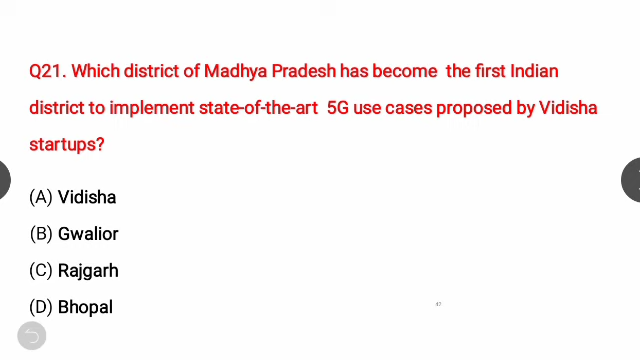 Q21. Which district of Madhya Pradesh has become the first Indian
district to implement state-of-the-art 5G use cases proposed by Vidisha
startups?
(A) Vidisha
(B) Gwalior
(C) Rajgarh
(D) Bhopal
47